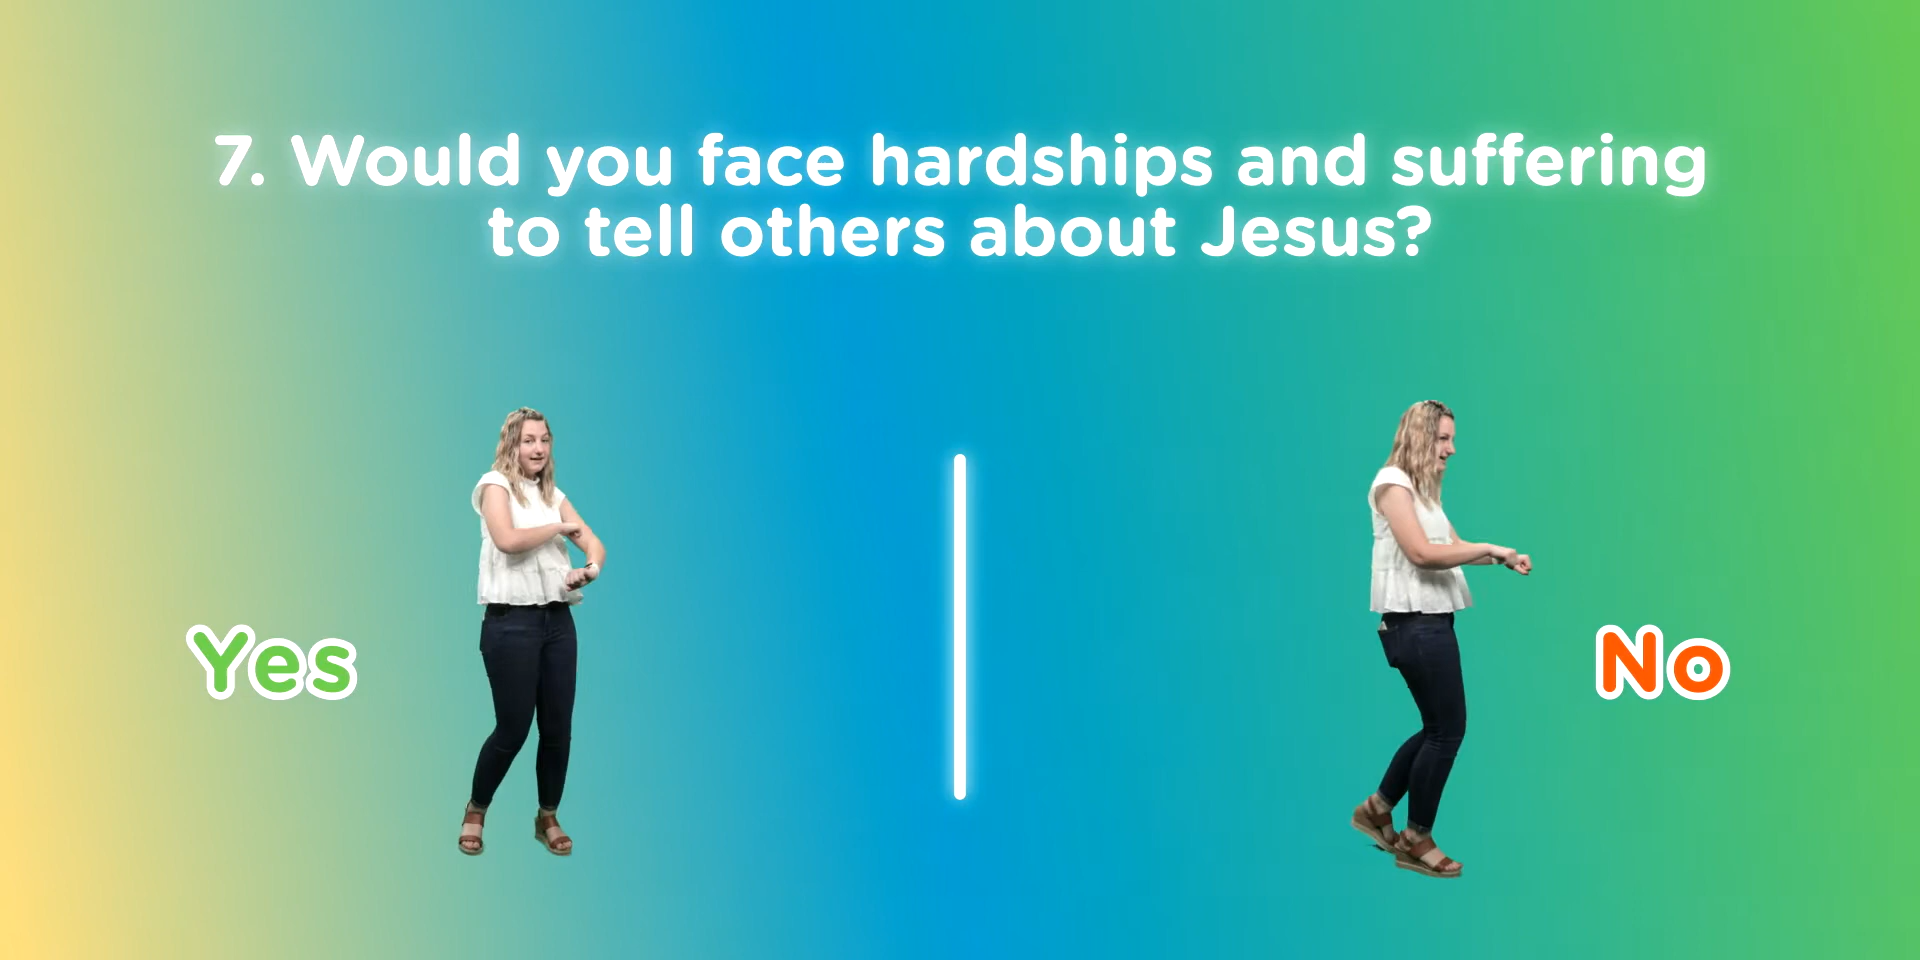 7. Would you face hardships and suffering
to tell others about Jesus?
Yes
No